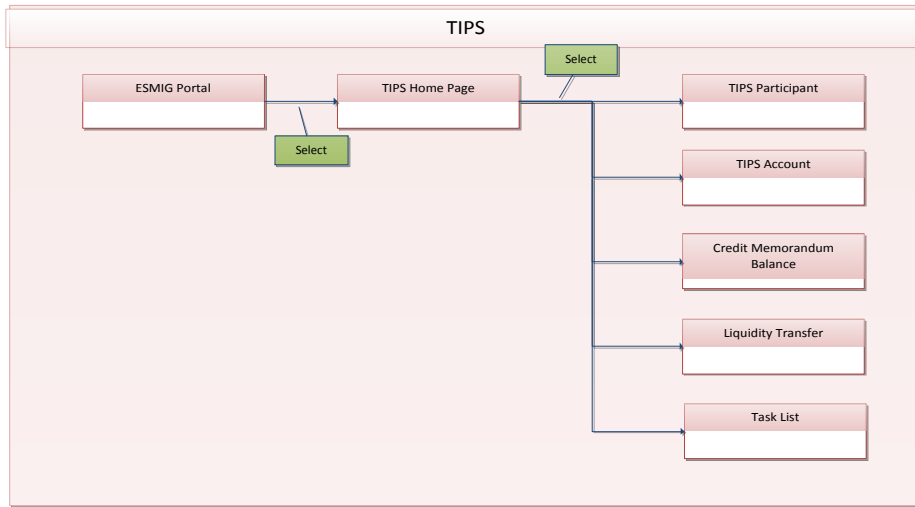 TIPS
Select
ESMIG Portal
TIPS Home Page
TIPS Participant
Select
TIPS Account
Credit Memorandum
Balance
Liquidity Transfer
Task List